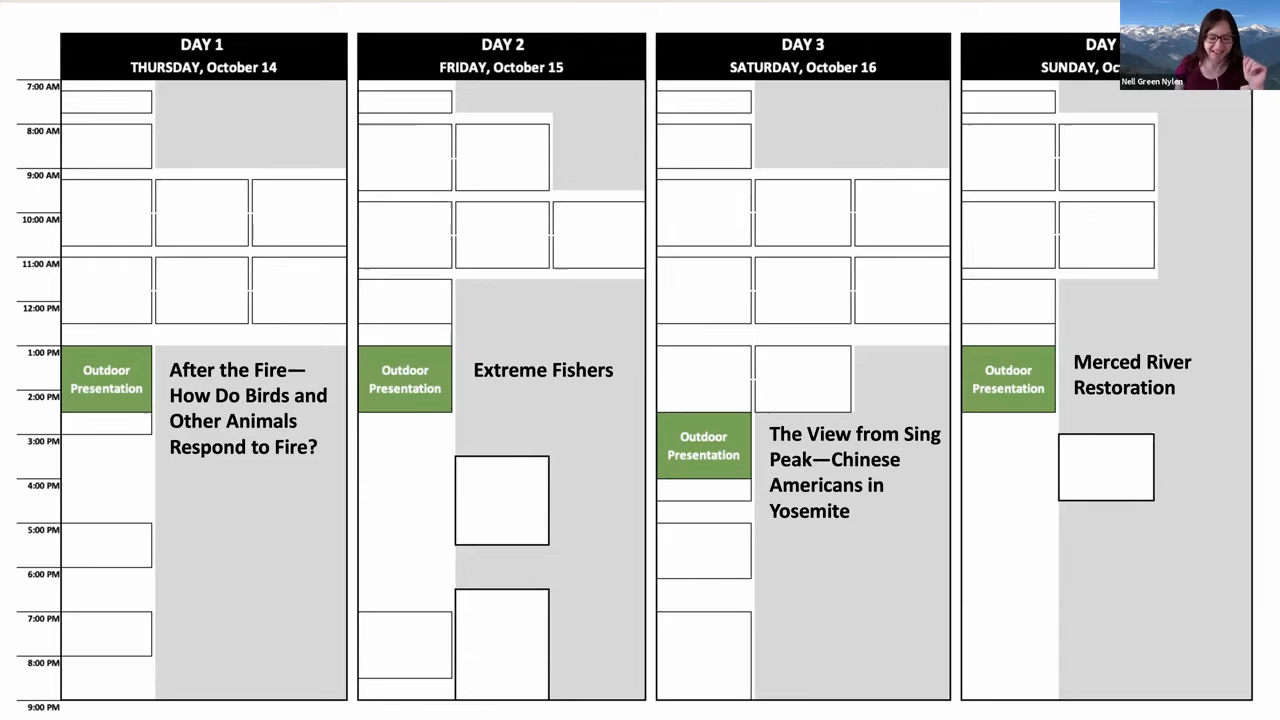 DAY 1
THURSDAY, October 14
DAY 2
FRIDAY, October 15
DAY 3
SATURDAY, October 16
DAY
SUNDAY, Oc
Nell Green Nylen
7:00 AM
8:00 AM
9:00 AM
10:00 AM
11:00 AM
12:00 PM
1:00 PM
2:00 PM
3:00 PM
4:00 PM
5:00 PM
6:00 PM
7:00 PM
8:00 PM
9:00 PM
Outdoor
Presentation
After the Fire—
How Do Birds and
Other Animals
Respond to Fire?
Outdoor
Presentation
Extreme Fishers
Outdoor
Presentation
The View from Sing
Peak—Chinese
Americans in
Yosemite
Outdoor
Presentation
Merced River
Restoration